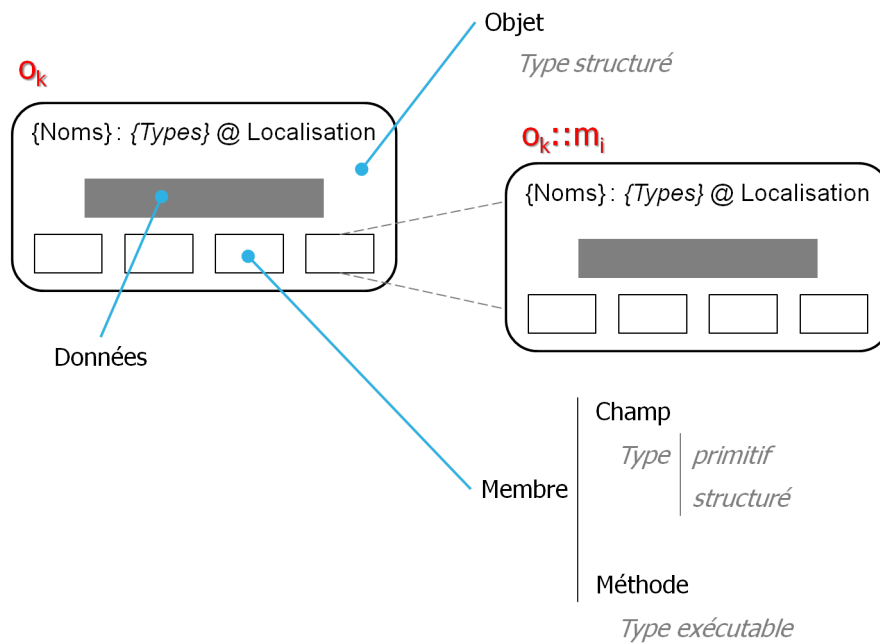 Objet
Type structuré
oₖ
{Noms} : {Types} @ Localisation
oₖ::mᵢ
{Noms} : {Types} @ Localisation
Données
Champ
Type
primitif
structuré
Membre
Méthode
Type exécutable